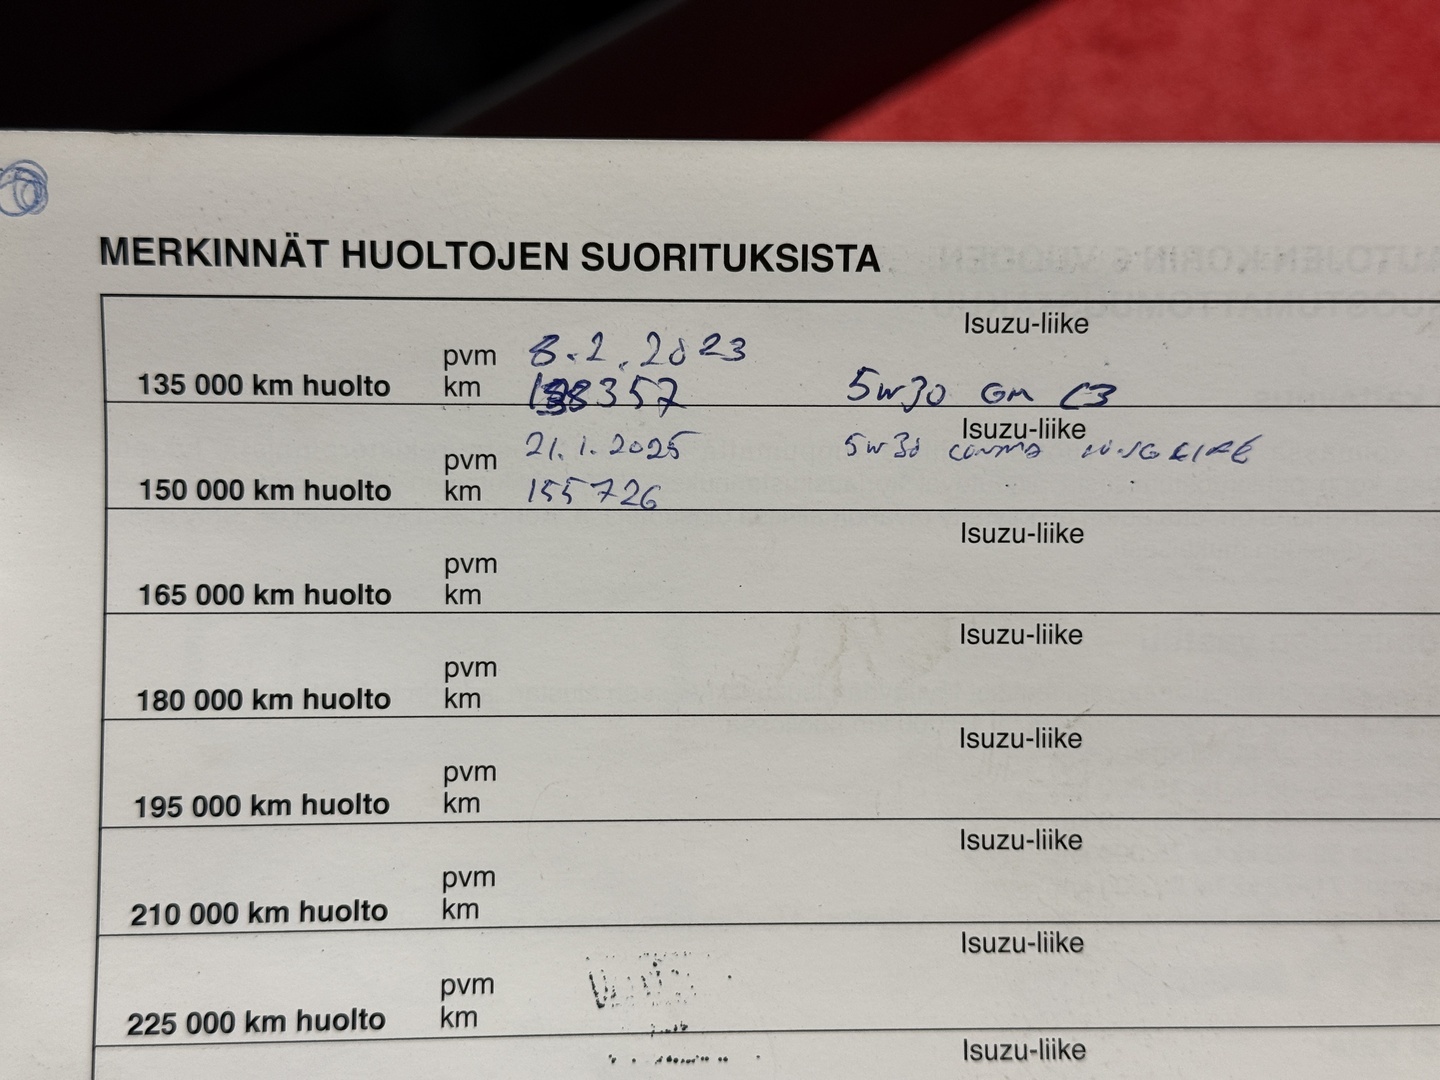 MERKINNÄT HUOLTOJEN SUORITUKSISTA
Isuzu-liike
pvm 8.2.2023
135 000 km huolto km 138357 5w30 GM C3
Isuzu-liike
pvm 21.1.2025 5w30
150 000 km huolto km 155726
Isuzu-liike
pvm
165 000 km huolto km
Isuzu-liike
pvm
180 000 km huolto km
Isuzu-liike
pvm
195 000 km huolto km
Isuzu-liike
pvm
210 000 km huolto km
Isuzu-liike
pvm
225 000 km huolto km
Isuzu-liike